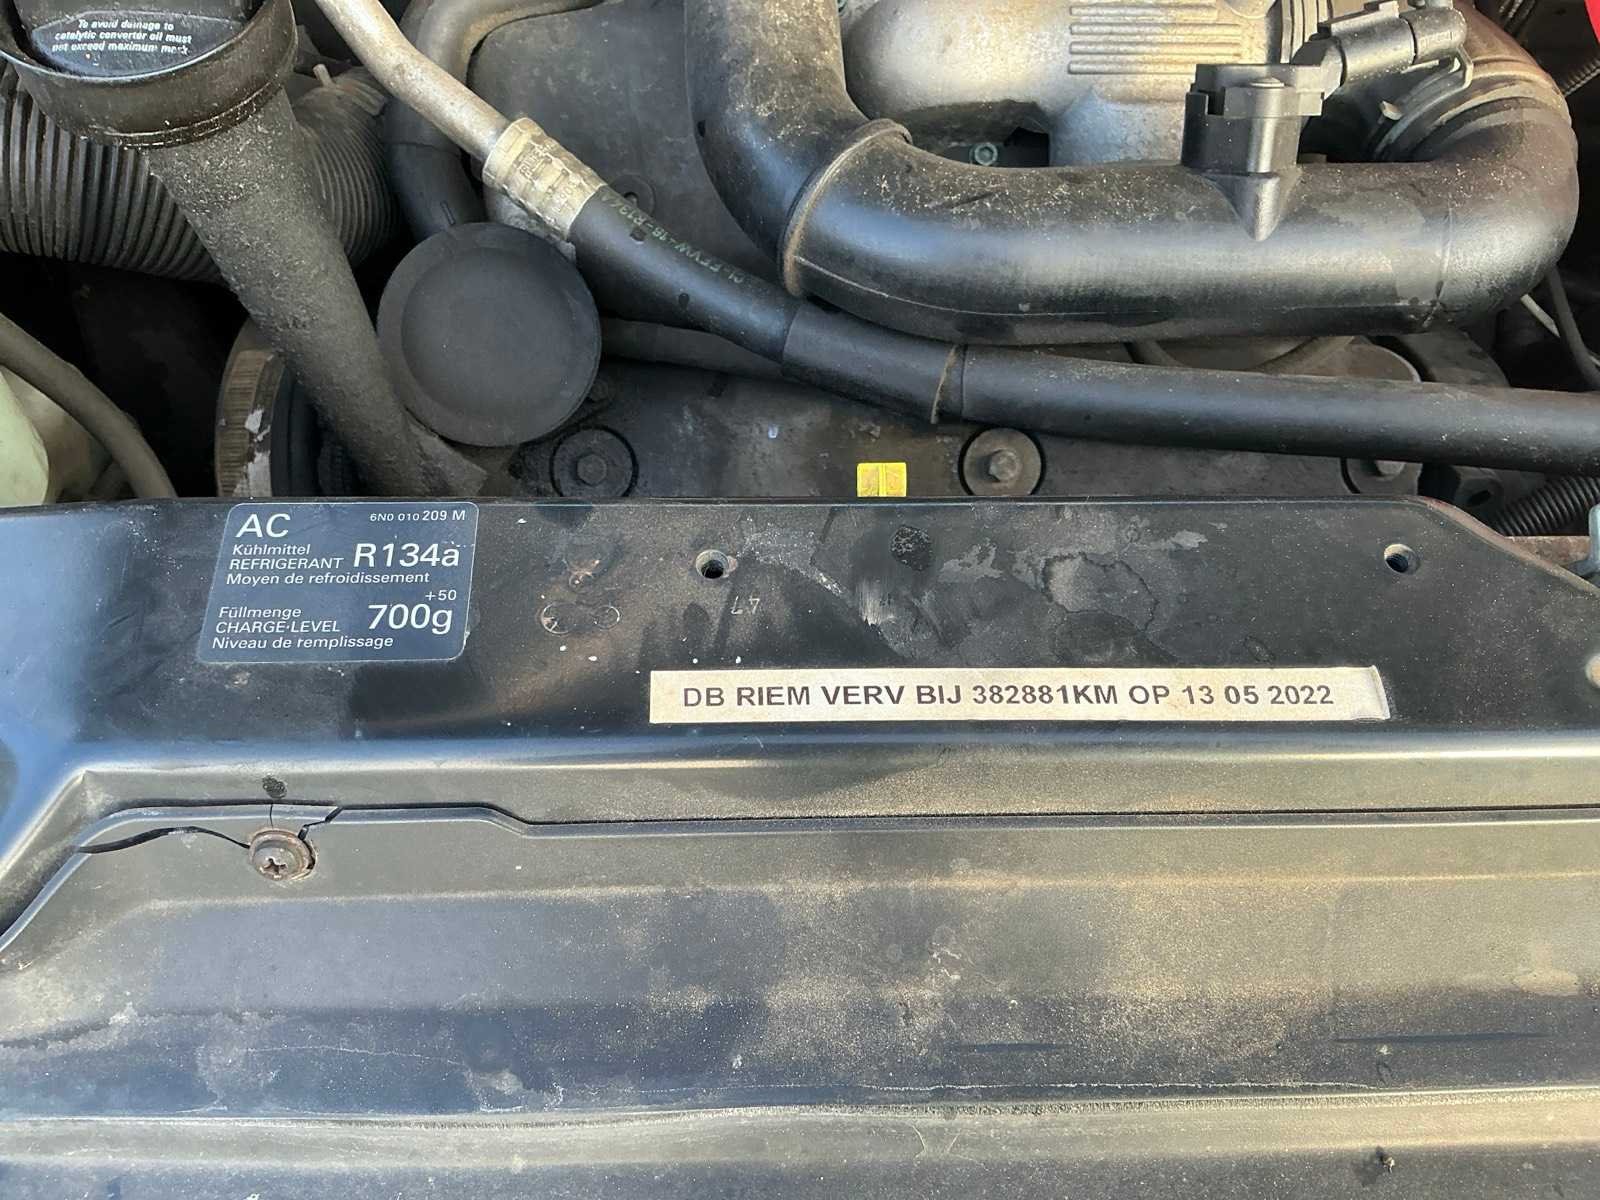 To avoid damage to
catalytic converter oil must
not exceed maximum mark.
AC
6N0 010 209 M
Kühlmittel
REFRIGERANT R134a
Moyen de refroidissement
+50
Füllmenge
CHARGE·LEVEL 700g
Niveau de remplissage
47
DB RIEM VERV BIJ 382881KM OP 13 05 2022